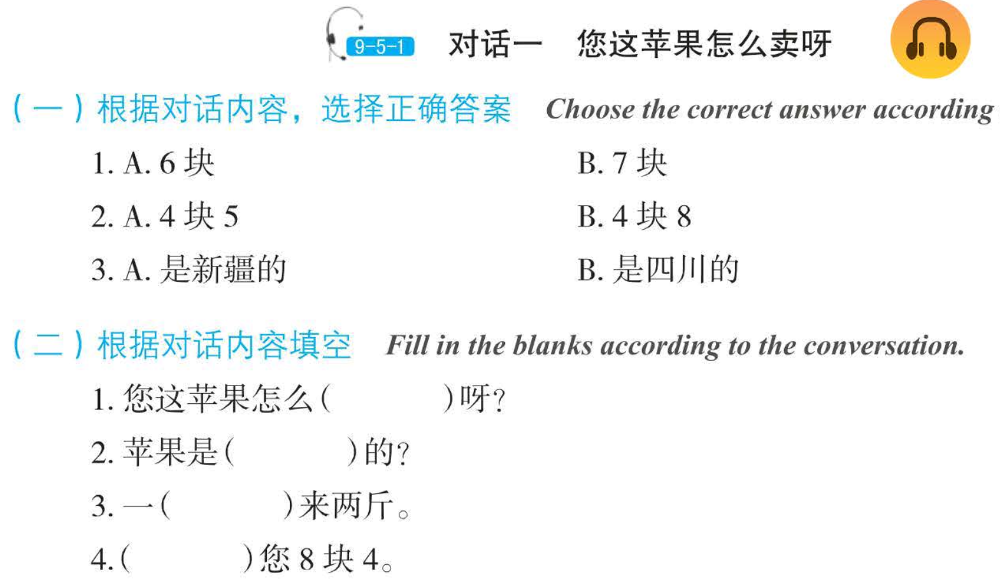 9-5-1 对话一 您这苹果怎么卖呀
(一)根据对话内容，选择正确答案 Choose the correct answer according
1. A. 6 块 B. 7 块
2. A. 4 块 5 B. 4 块 8
3. A. 是新疆的 B. 是四川的
(二)根据对话内容填空 Fill in the blanks according to the conversation.
1. 您这苹果怎么( )呀?
2. 苹果是( )的?
3. 一( )来两斤。
4.( )您 8 块 4。